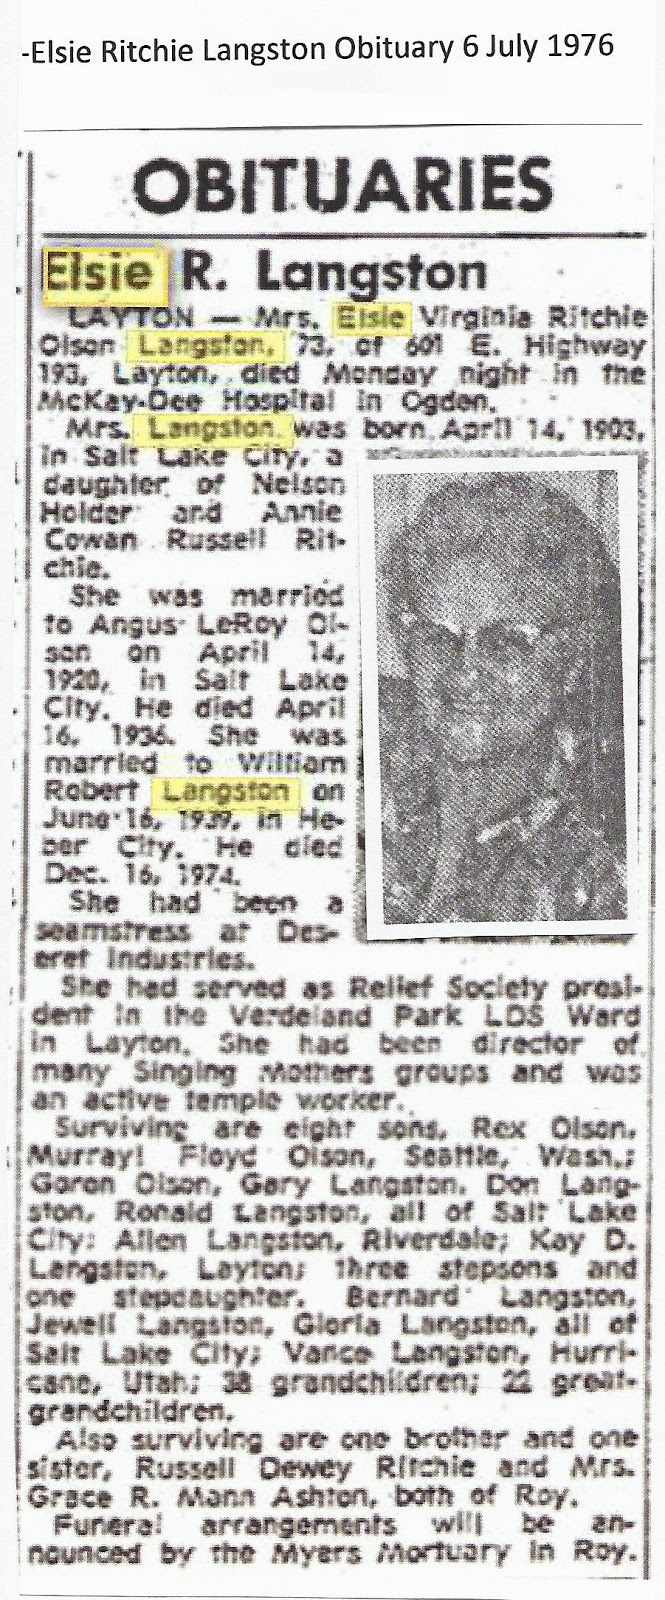 -Elsie Ritchie Langston Obituary 6 July 1976
OBITUARIES
Elsie R. Langston
LAYTON — Mrs. Elsie Virginia Ritchie
Olson Langston, 73, of 601 E. Highway
193, Layton, died Monday night in the
McKay-Dee Hospital in Ogden.
Mrs. Langston was born April 14, 1903,
in Salt Lake City, a
daughter of Nelson
Holder and Annie
Cowan Russell Rit-
chie.
She was married
to Angus LeRoy Ol-
son on April 14,
1920, in Salt Lake
City. He died April
16, 1936. She was
married to William
Robert Langston on
June 16, 1939, in He-
ber City. He died
Dec. 16, 1974.
She had been a
seamstress at Des-
eret Industries.
She had served as Relief Society presi-
dent in the Verdeland Park LDS Ward
in Layton. She had been director of
many Singing Mothers groups and was
an active temple worker.
Surviving are eight sons, Rex Olson,
Murray; Floyd Olson, Seattle, Wash.;
Goron Olson, Gary Langston, Don Lang-
ston, Ronald Langston, all of Salt Lake
City; Allen Langston, Riverdale; Kay D.
Langston, Layton; three stepsons and
one stepdaughter, Bernard Langston,
Jewell Langston, Gloria Langston, all of
Salt Lake City; Vance Langston, Hurri-
cane, Utah; 38 grandchildren; 22 great-
grandchildren.
Also surviving are one brother and one
sister, Russell Dewey Ritchie and Mrs.
Grace R. Mann Ashton, both of Roy.
Funeral arrangements will be an-
nounced by the Myers Mortuary in Roy.